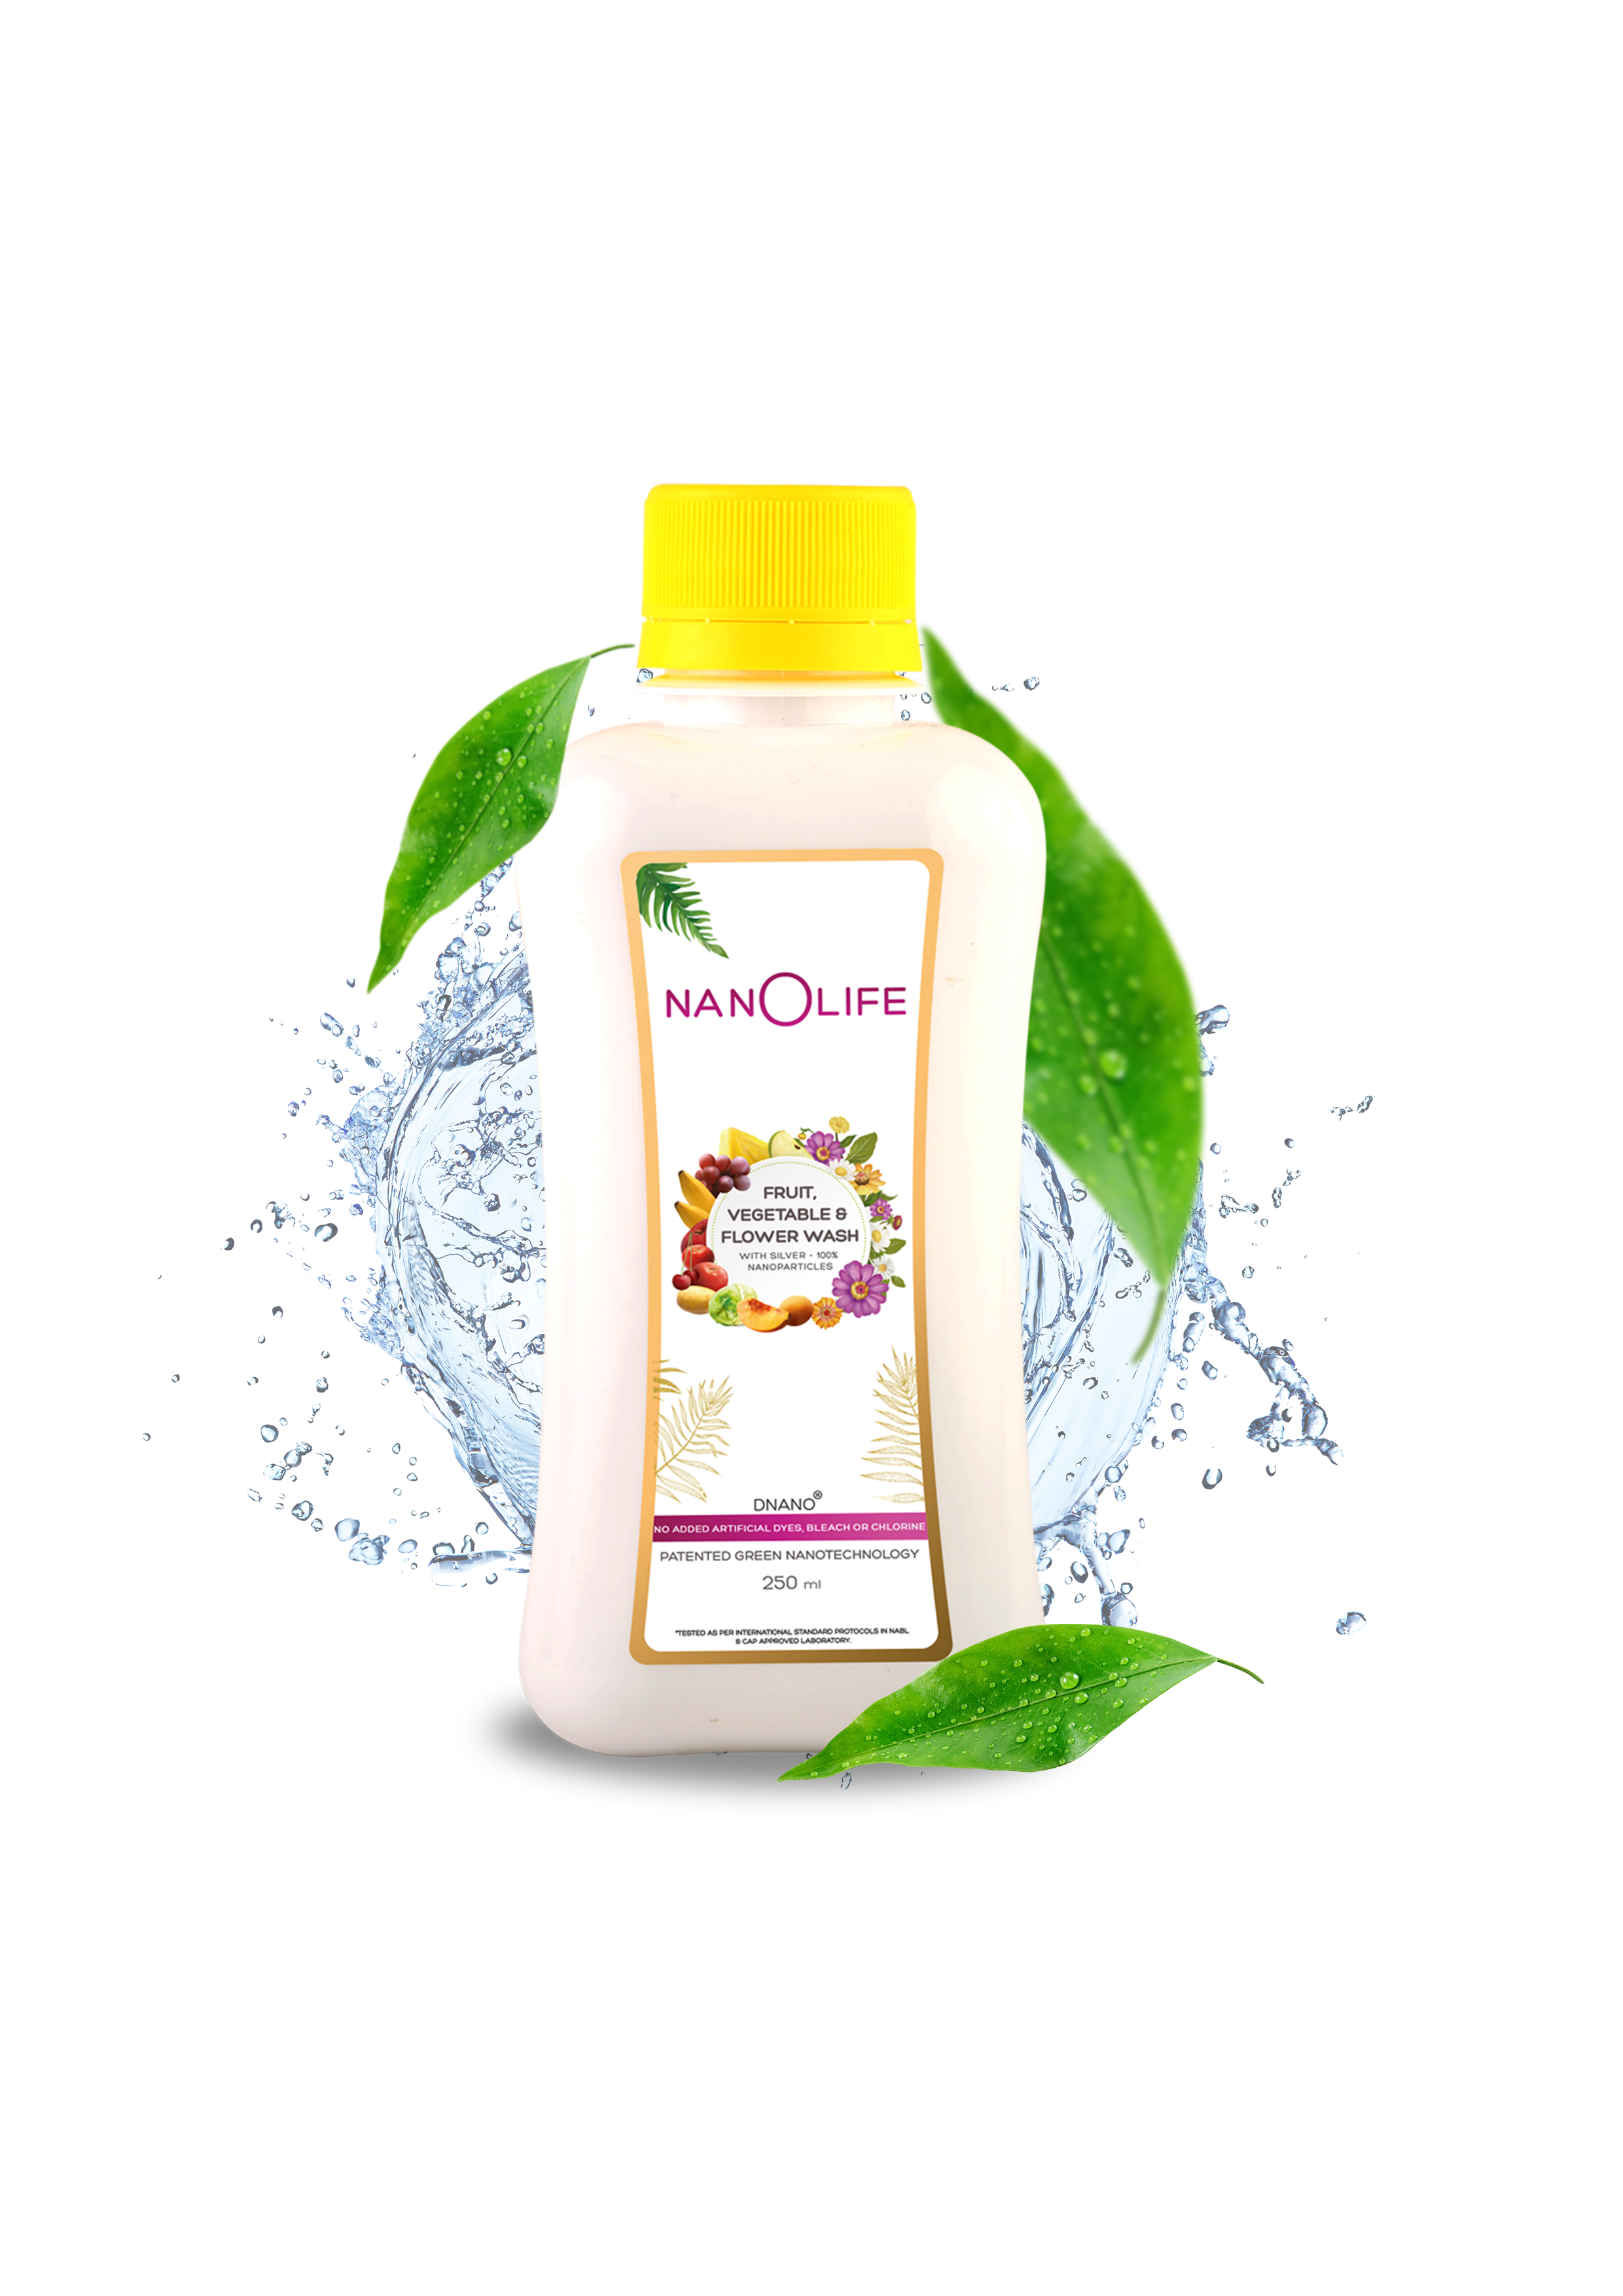 NANOLIFE
FRUIT,
VEGETABLE &
FLOWER WASH
WITH SILVER - 100%
NANOPARTICLES
DNANO®
NO ADDED ARTIFICIAL DYES, BLEACH OR CHLORINE
PATENTED GREEN NANOTECHNOLOGY
250 ml
*TESTED AS PER INTERNATIONAL STANDARD PROTOCOLS IN NABL
& CAP APPROVED LABORATORY.